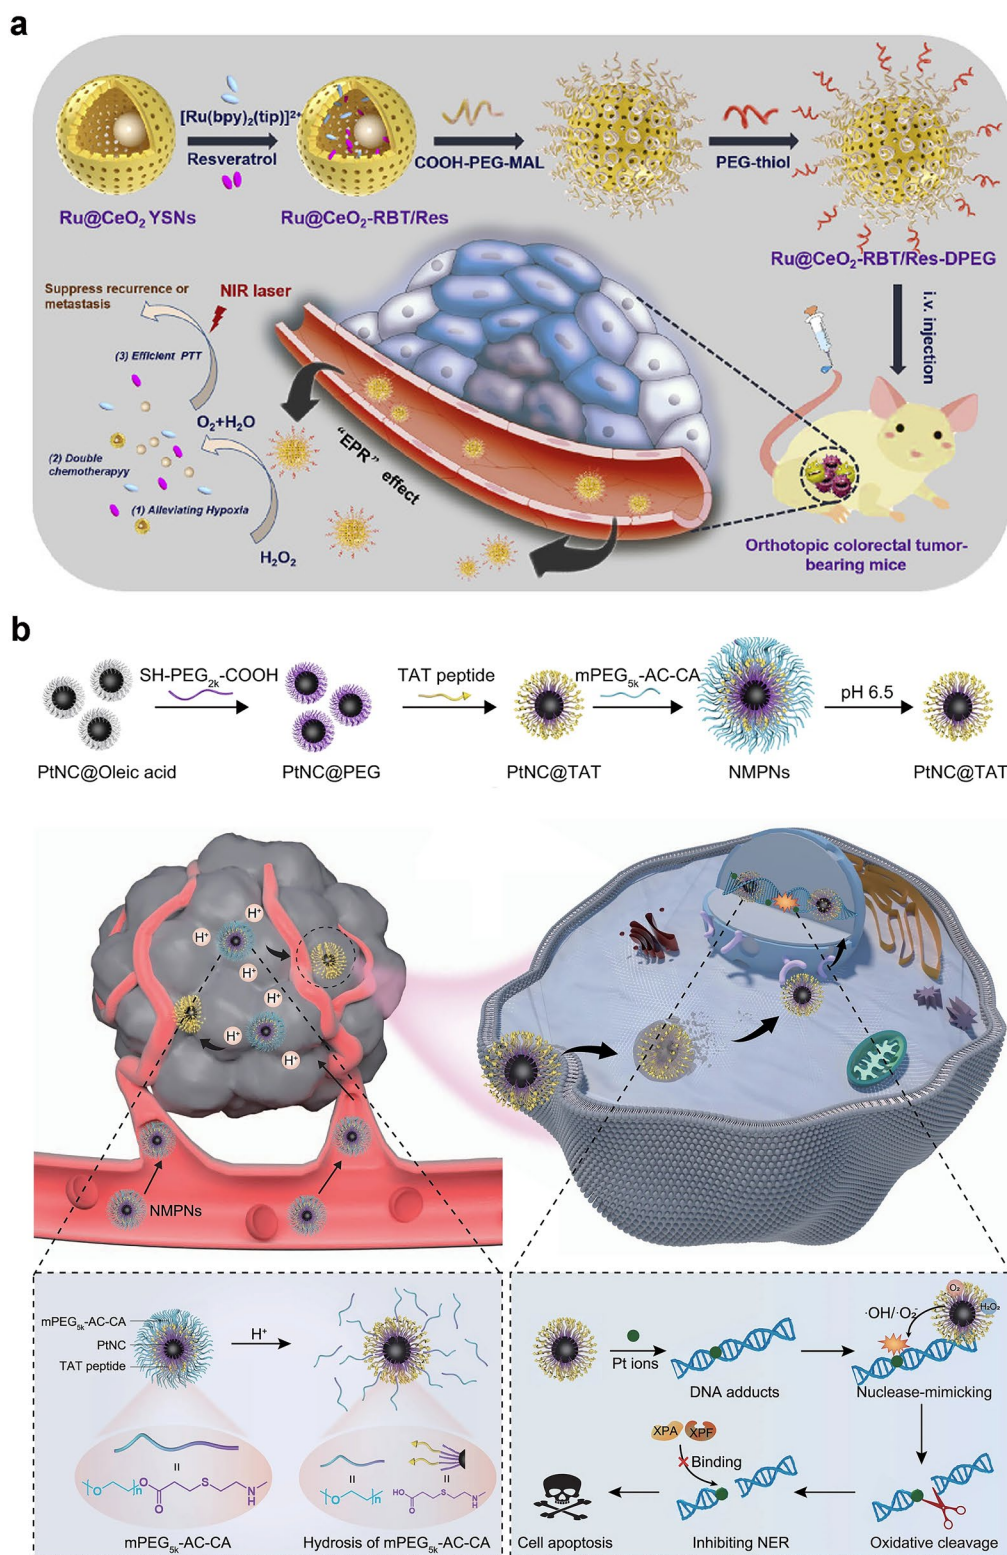 a
[Ru(bpy)₂(tip)]²⁺
Resveratrol
COOH-PEG-MAL
PEG-thiol
Ru@CeO₂ YSNs
Ru@CeO₂-RBT/Res
Ru@CeO₂-RBT/Res-DPEG
Suppress recurrence or
metastasis
NIR laser
(3) Efficient PTT
O₂+H₂O
(2) Double
chemotherapyy
(1) Alleviating Hypoxia
H₂O₂
"EPR" effect
i.v. injection
Orthotopic colorectal tumor-
bearing mice
b
SH-PEG₂ₖ-COOH
TAT peptide
mPEG₅ₖ-AC-CA
pH 6.5
PtNC@Oleic acid
PtNC@PEG
PtNC@TAT
NMPNs
PtNC@TAT
H⁺
H⁺
H⁺
H⁺
H⁺
H⁺
NMPNs
mPEG₅ₖ-AC-CA
PtNC
TAT peptide
H⁺
=
=
=
O
n
O
O
S
N
H
O
n
HO
O
S
N
H
mPEG₅ₖ-AC-CA
Hydrosis of mPEG₅ₖ-AC-CA
Pt ions
DNA adducts
·OH/·O₂⁻
O₂
H₂O₂
Nuclease-mimicking
XPA
XPF
Binding
Cell apoptosis
Inhibiting NER
Oxidative cleavage